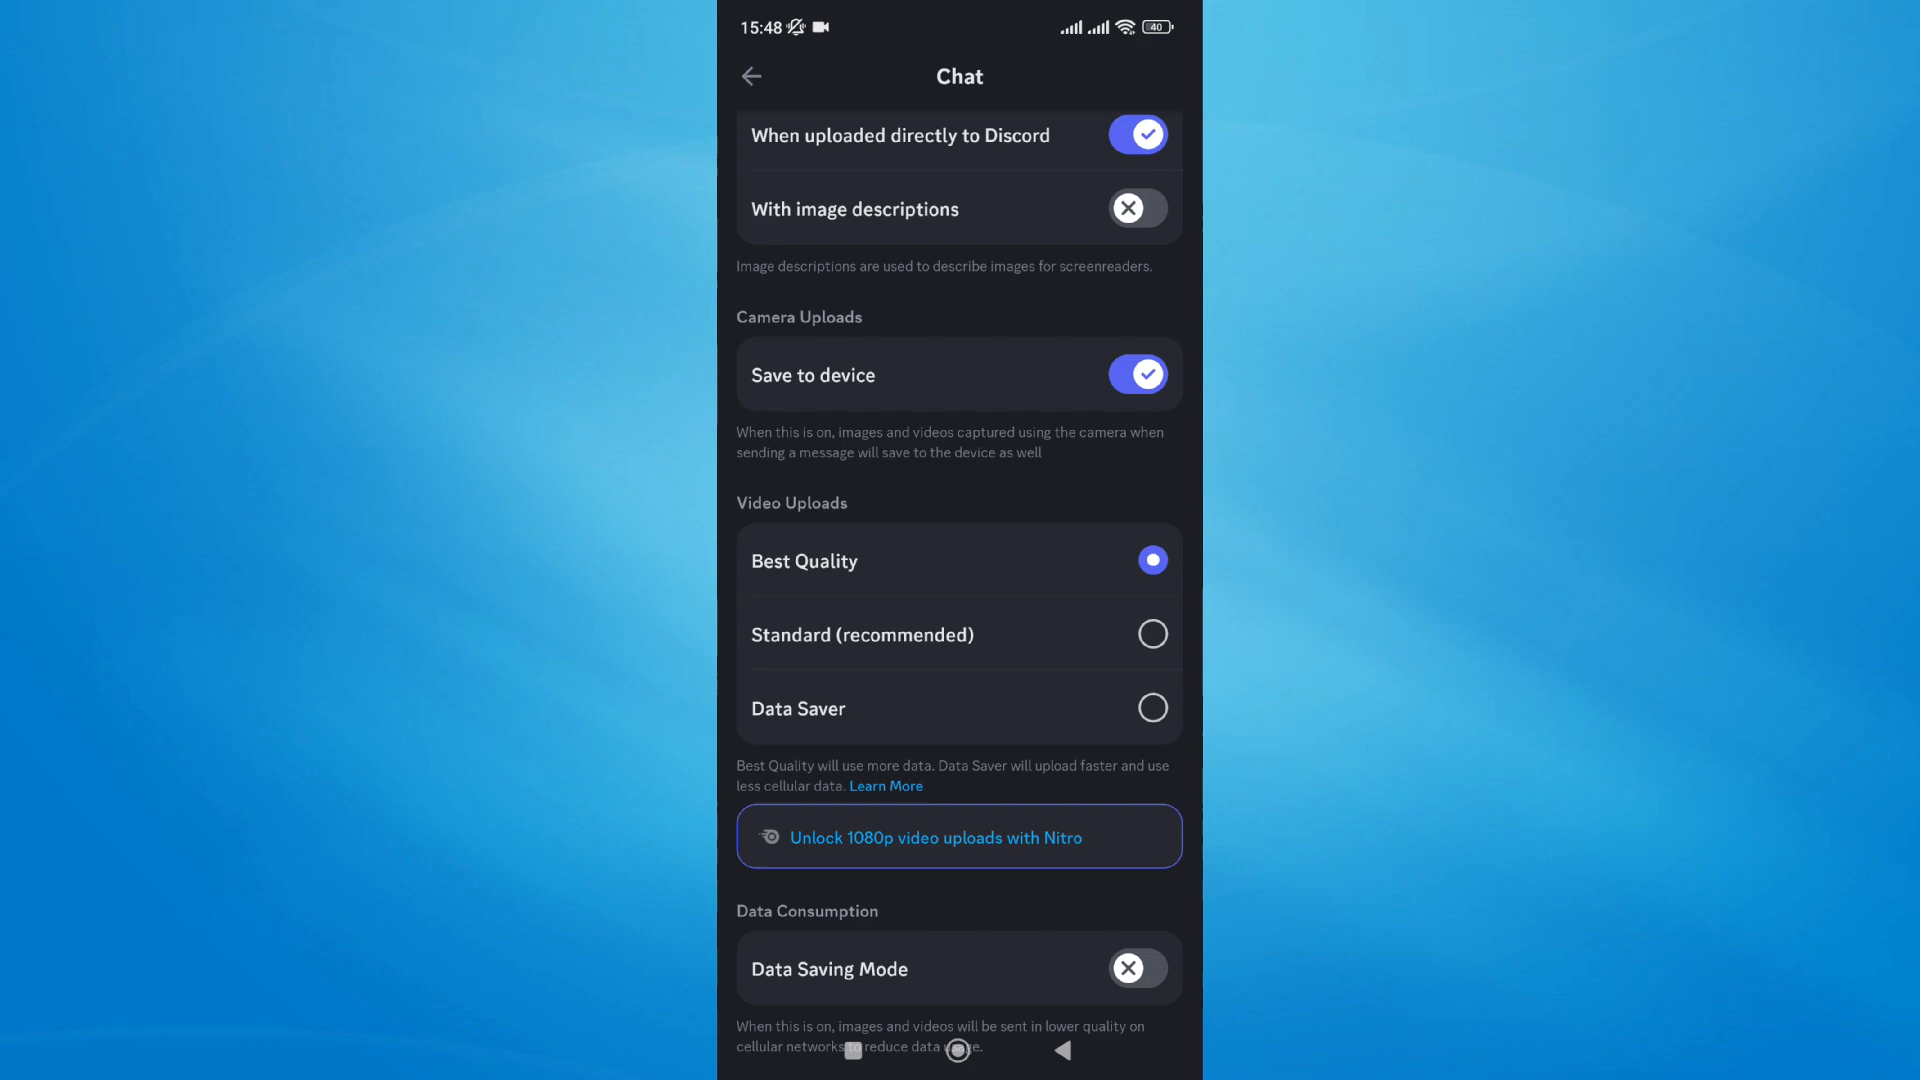 15:48
40
Chat
When uploaded directly to Discord
With image descriptions
Image descriptions are used to describe images for screenreaders.
Camera Uploads
Save to device
When this is on, images and videos captured using the camera when
sending a message will save to the device as well
Video Uploads
Best Quality
Standard (recommended)
Data Saver
Best Quality will use more data. Data Saver will upload faster and use
less cellular data. Learn More
Unlock 1080p video uploads with Nitro
Data Consumption
Data Saving Mode
When this is on, images and videos will be sent in lower quality on
cellular networks to reduce data usage.